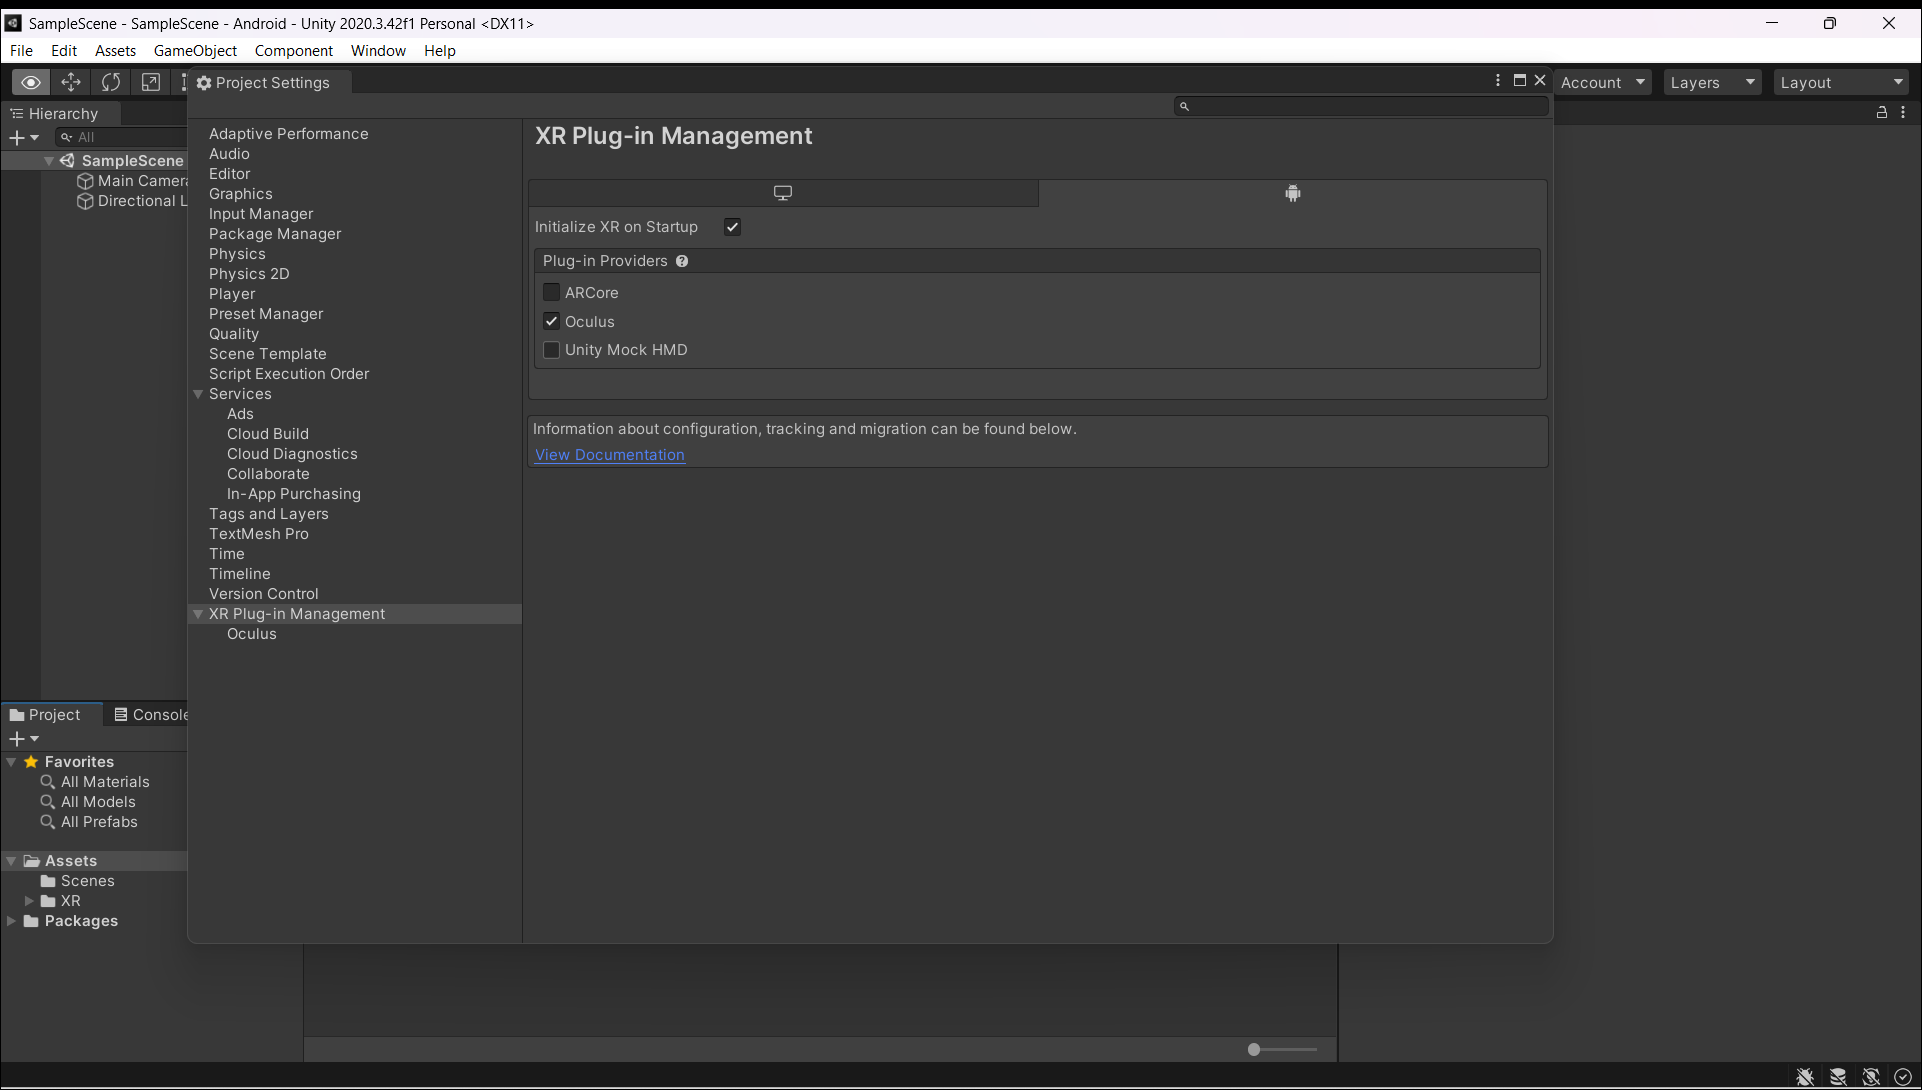 SampleScene - SampleScene - Android - Unity 2020.3.42f1 Personal <DX11>
File Edit Assets GameObject Component Window Help
Project Settings
Account Layers Layout
Hierarchy
All
SampleScene
Main Camera
Directional L
Adaptive Performance
Audio
Editor
Graphics
Input Manager
Package Manager
Physics
Physics 2D
Player
Preset Manager
Quality
Scene Template
Script Execution Order
Services
Ads
Cloud Build
Cloud Diagnostics
Collaborate
In-App Purchasing
Tags and Layers
TextMesh Pro
Time
Timeline
Version Control
XR Plug-in Management
Oculus
XR Plug-in Management
Initialize XR on Startup
Plug-in Providers
ARCore
Oculus
Unity Mock HMD
Information about configuration, tracking and migration can be found below.
View Documentation
Project Console
Favorites
All Materials
All Models
All Prefabs
Assets
Scenes
XR
Packages